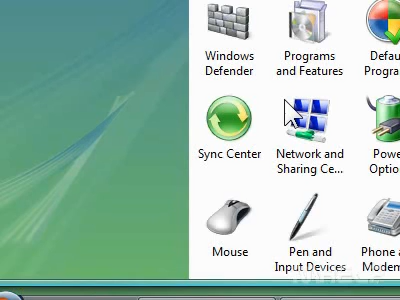 Windows
Defender
Programs
and Features
Defau
Progra
Sync Center
Network and
Sharing Ce...
Powe
Optio
Mouse
Pen and
Input Devices
Phone a
Modem